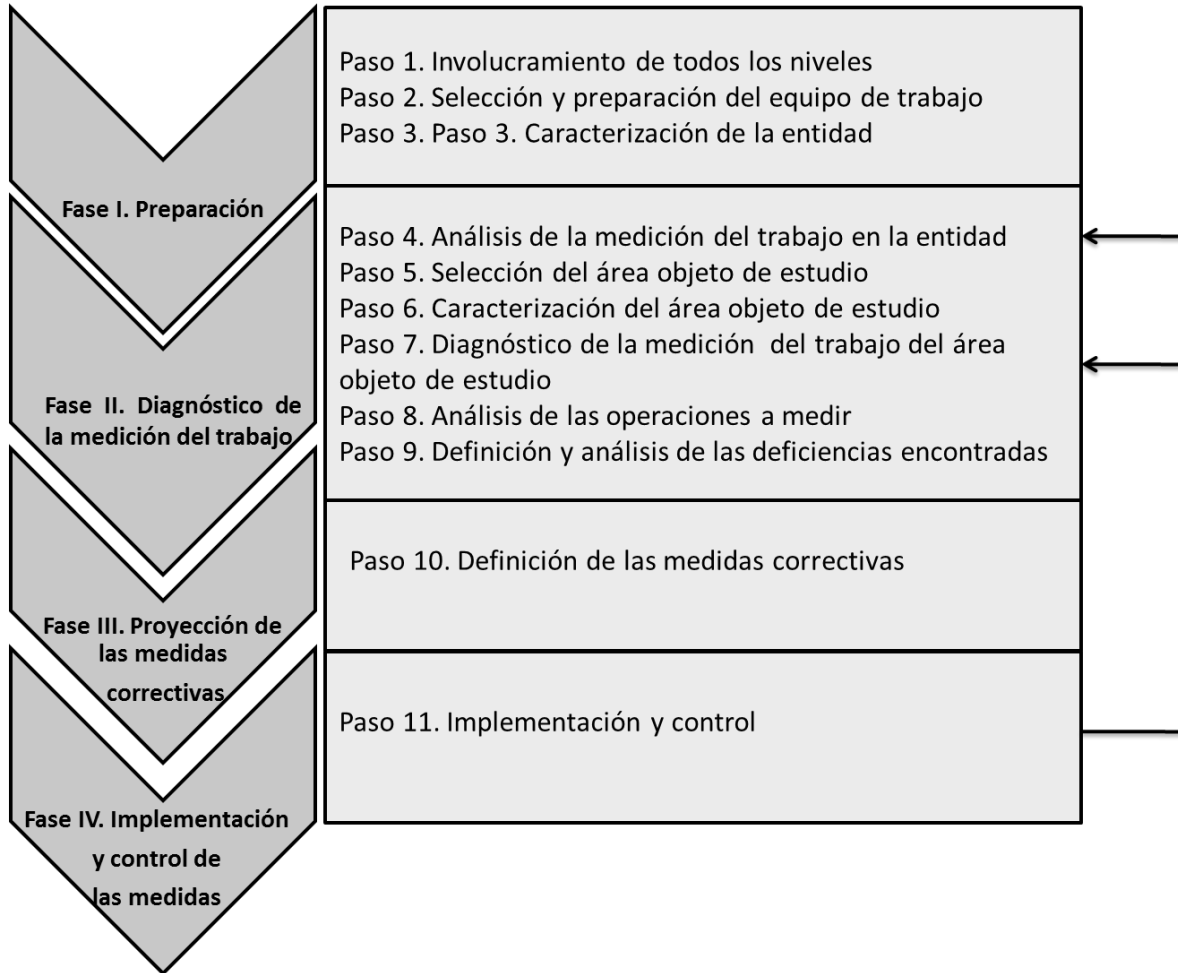 Paso 1. Involucramiento de todos los niveles
Paso 2. Selección y preparación del equipo de trabajo
Paso 3. Paso 3. Caracterización de la entidad
Fase I. Preparación
Paso 4. Análisis de la medición del trabajo en la entidad
Paso 5. Selección del área objeto de estudio
Paso 6. Caracterización del área objeto de estudio
Paso 7. Diagnóstico de la medición del trabajo del área
objeto de estudio
Paso 8. Análisis de las operaciones a medir
Paso 9. Definición y análisis de las deficiencias encontradas
Fase II. Diagnóstico de
la medición del trabajo
Paso 10. Definición de las medidas correctivas
Fase III. Proyección de
las medidas
correctivas
Paso 11. Implementación y control
Fase IV. Implementación
y control de
las medidas